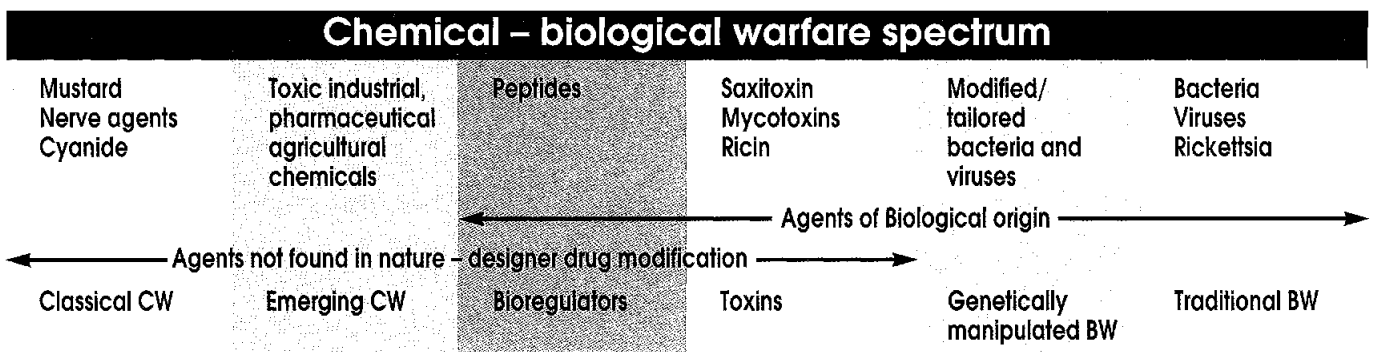 Chemical – biological warfare spectrum
Mustard
Nerve agents
Cyanide
Toxic industrial,
pharmaceutical
agricultural
chemicals
Peptides
Saxitoxin
Mycotoxins
Ricin
Modified/
tailored
bacteria and
viruses
Bacteria
Viruses
Rickettsia
Agents of Biological origin
Agents not found in nature – designer drug modification
Classical CW
Emerging CW
Bioregulators
Toxins
Genetically
manipulated BW
Traditional BW